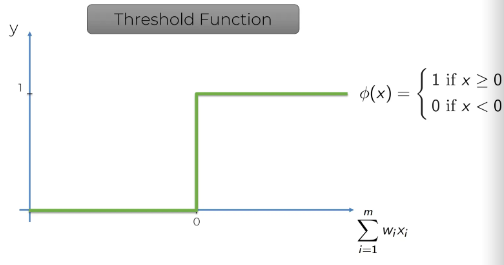 Threshold Function
y
1
ϕ(x) = { 1 if x ≥ 0
0 if x < 0
0
m
∑ wᵢxᵢ
i=1